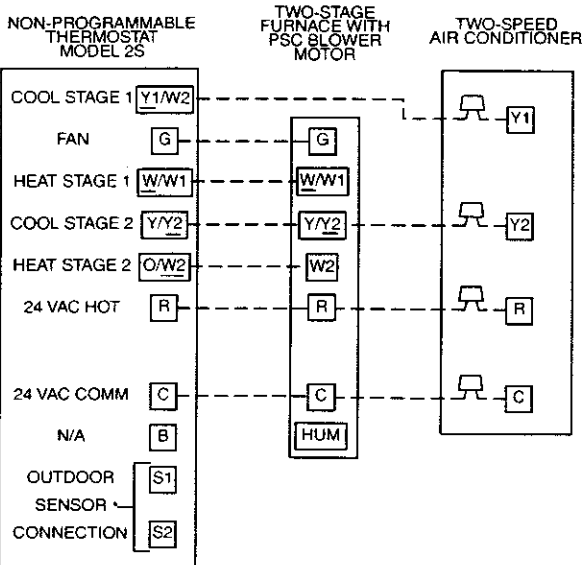 NON-PROGRAMMABLE
THERMOSTAT
MODEL 2S
TWO-STAGE
FURNACE WITH
PSC BLOWER
MOTOR
TWO-SPEED
AIR CONDITIONER
COOL STAGE 1 Y1/W2 Y1
FAN G G
HEAT STAGE 1 W/W1 W/W1
COOL STAGE 2 Y/Y2 Y/Y2 Y2
HEAT STAGE 2 O/W2 W2
24 VAC HOT R R R
24 VAC COMM C C C
N/A B HUM
OUTDOOR S1
SENSOR
CONNECTION S2